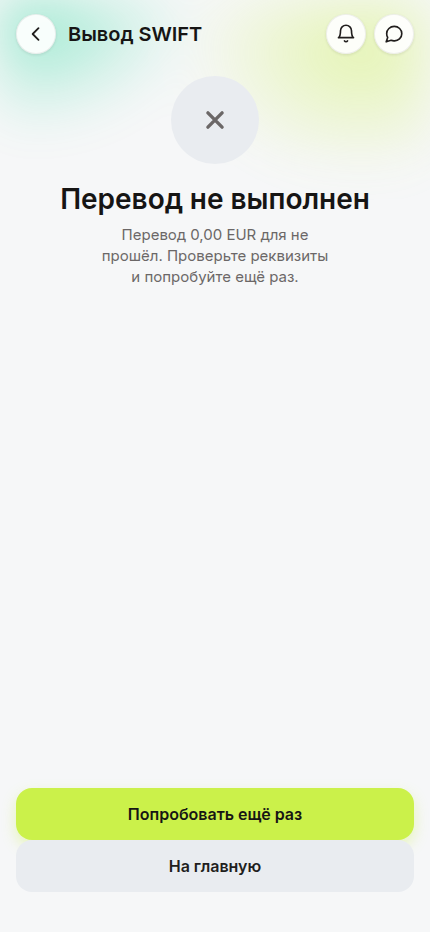 Вывод SWIFT
Перевод не выполнен
Перевод 0,00 EUR для не
прошёл. Проверьте реквизиты
и попробуйте ещё раз.
Попробовать ещё раз
На главную